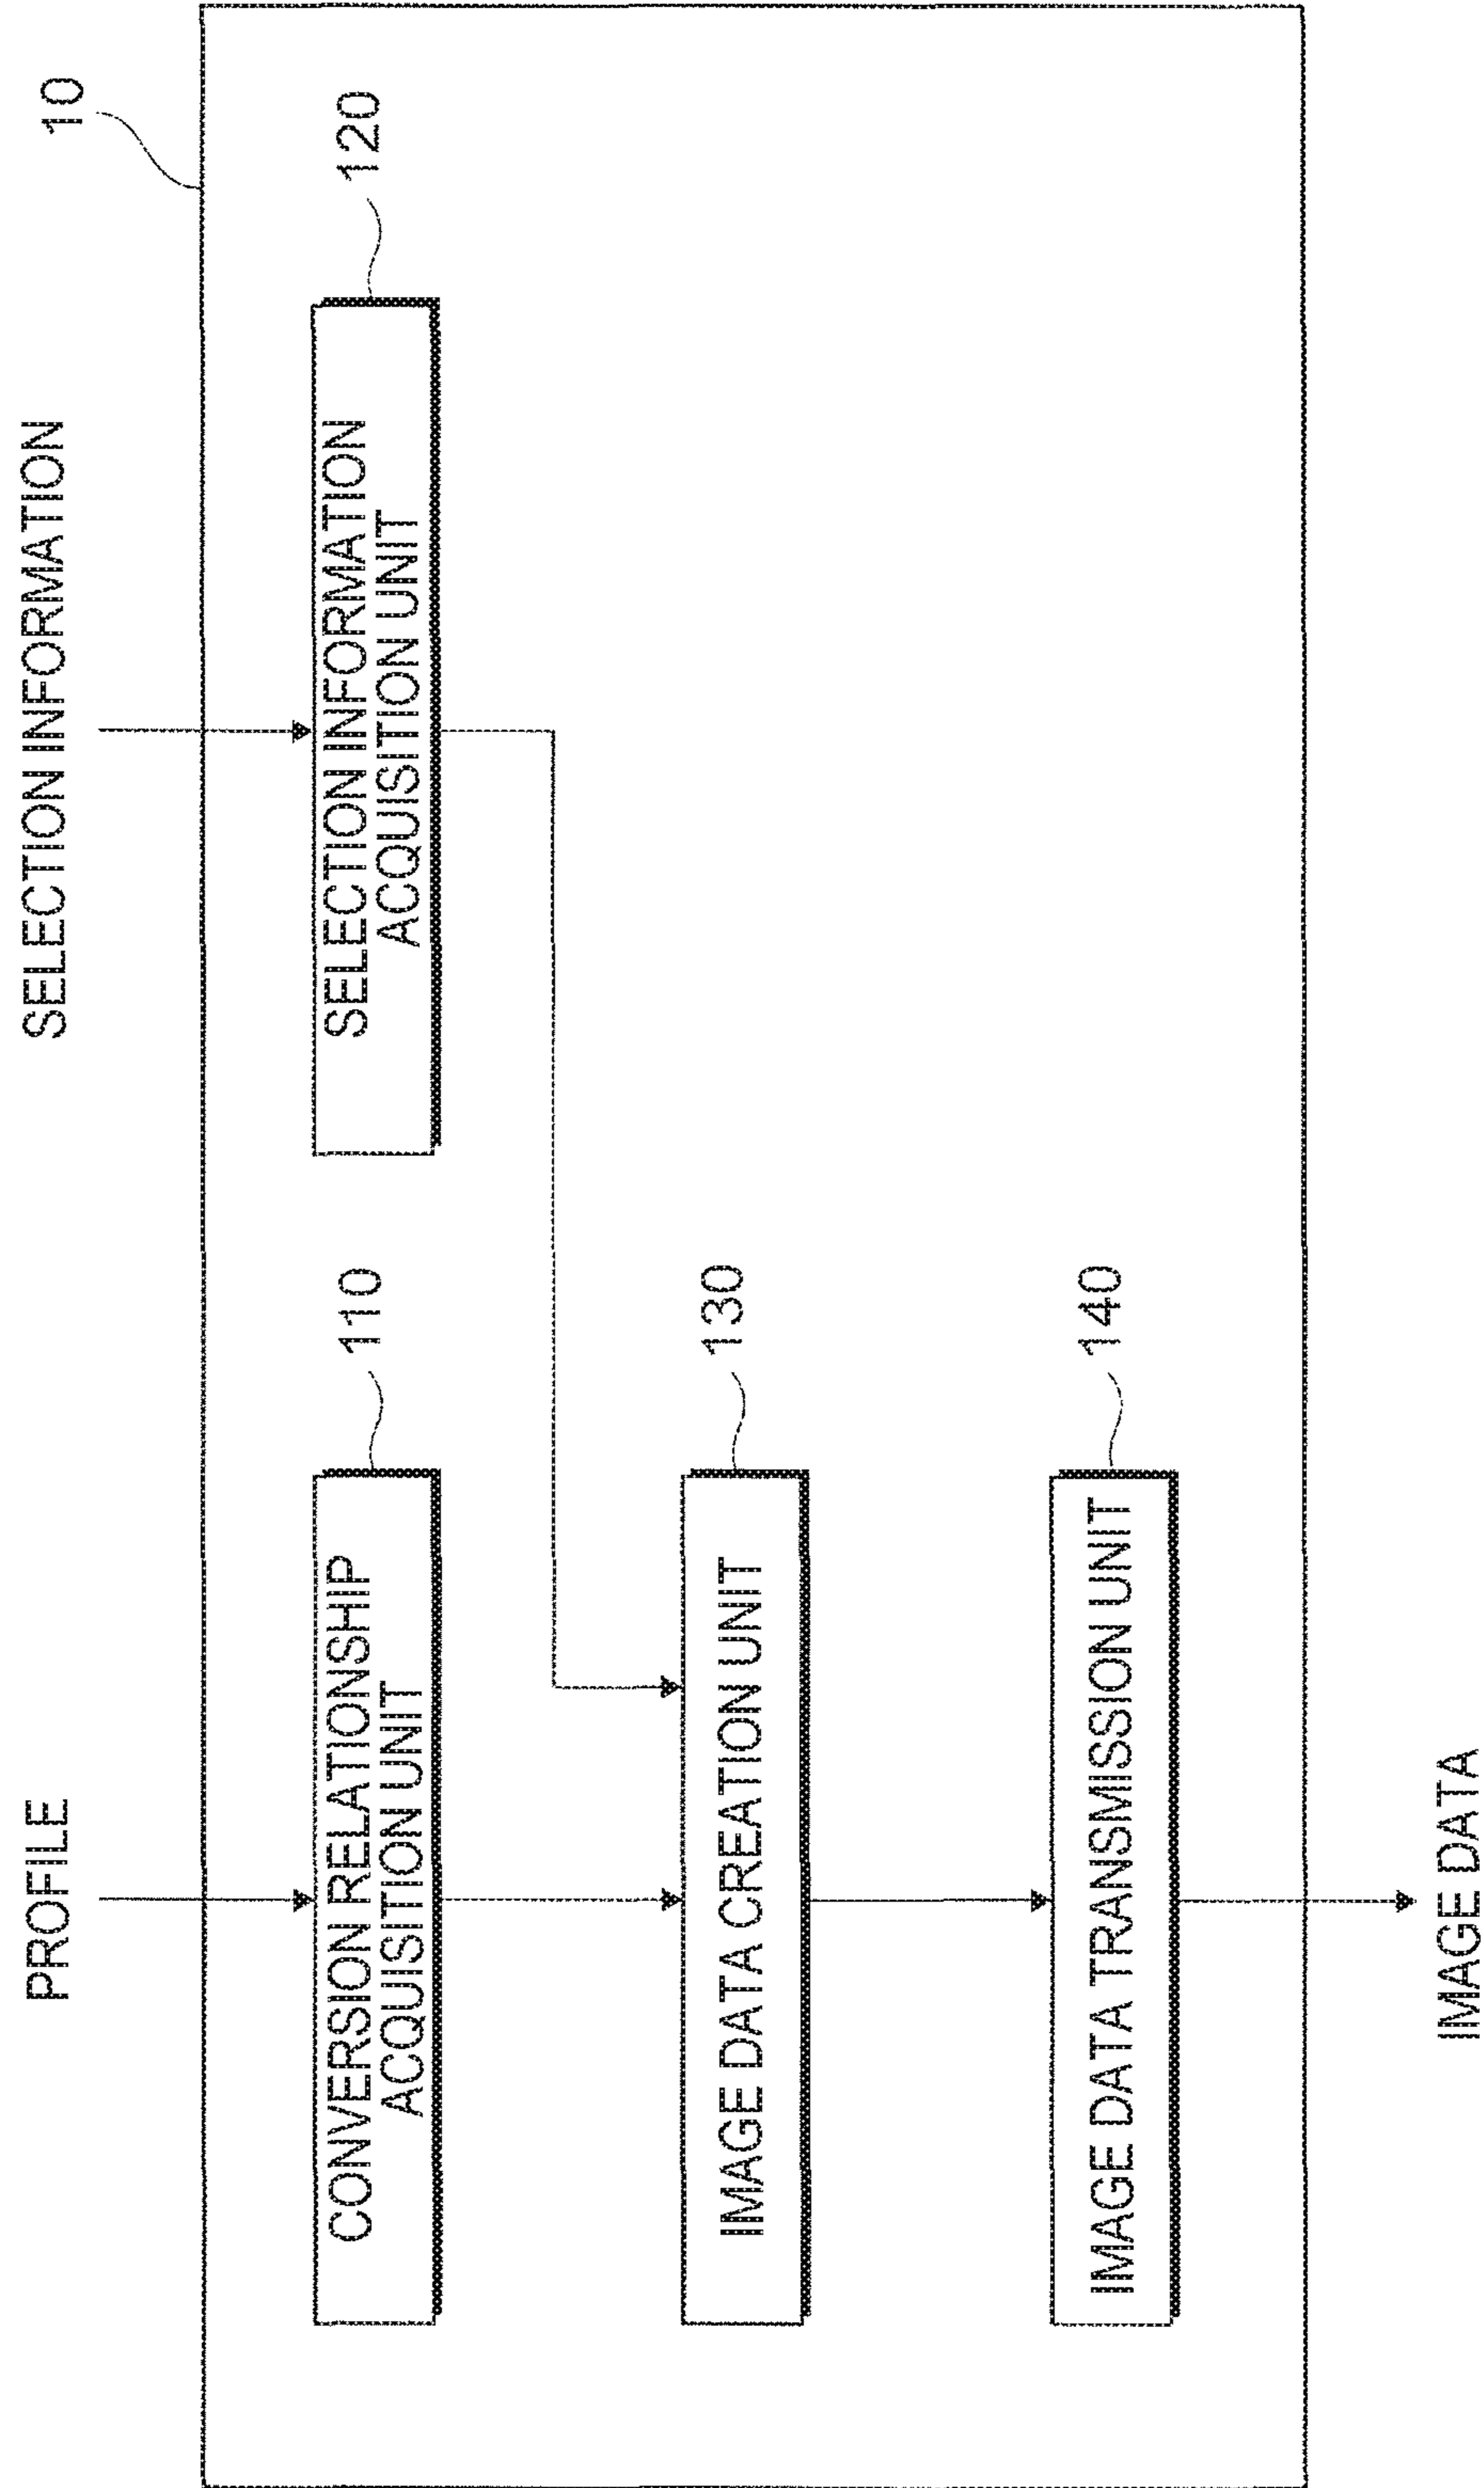 10
PROFILE
SELECTION INFORMATION
110
CONVERSION RELATIONSHIP
ACQUISITION UNIT
120
SELECTION INFORMATION
ACQUISITION UNIT
130
IMAGE DATA CREATION UNIT
140
IMAGE DATA TRANSMISSION UNIT
IMAGE DATA